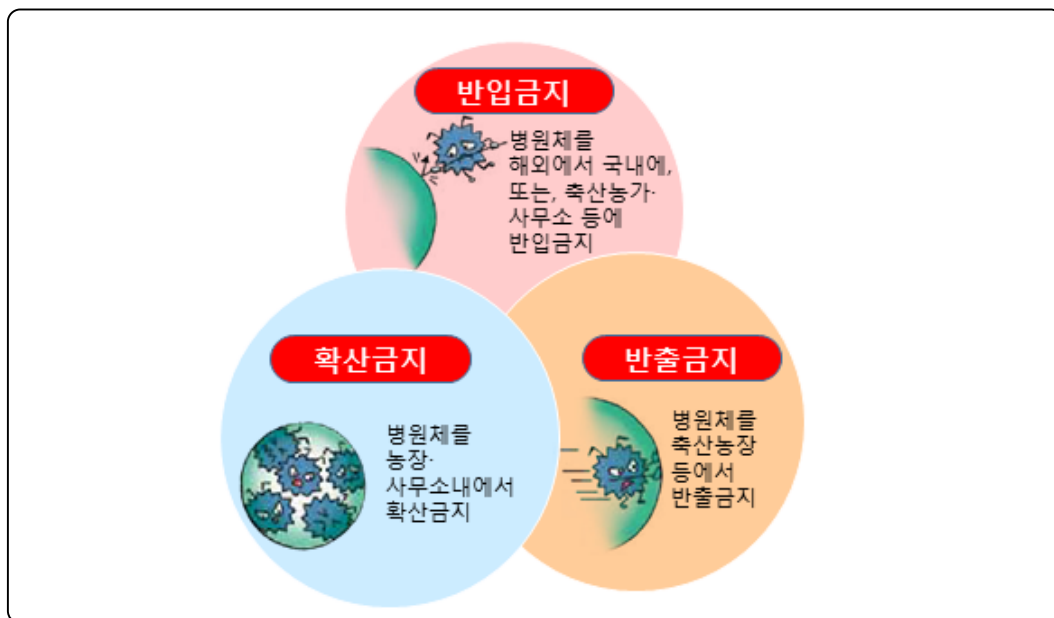 반입금지
병원체를
해외에서 국내에,
또는, 축산농가·
사무소 등에
반입금지
확산금지
병원체를
농장·
사무소내에서
확산금지
반출금지
병원체를
축산농장
등에서
반출금지